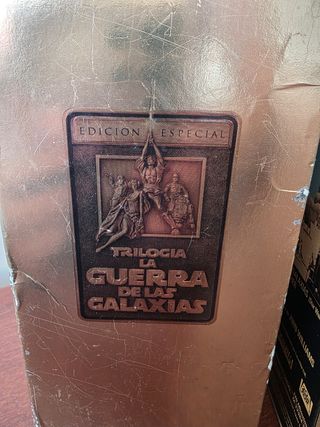 EDICION ESPECIAL
TRILOGIA
LA
GUERRA
DE LAS
GALAXIAS